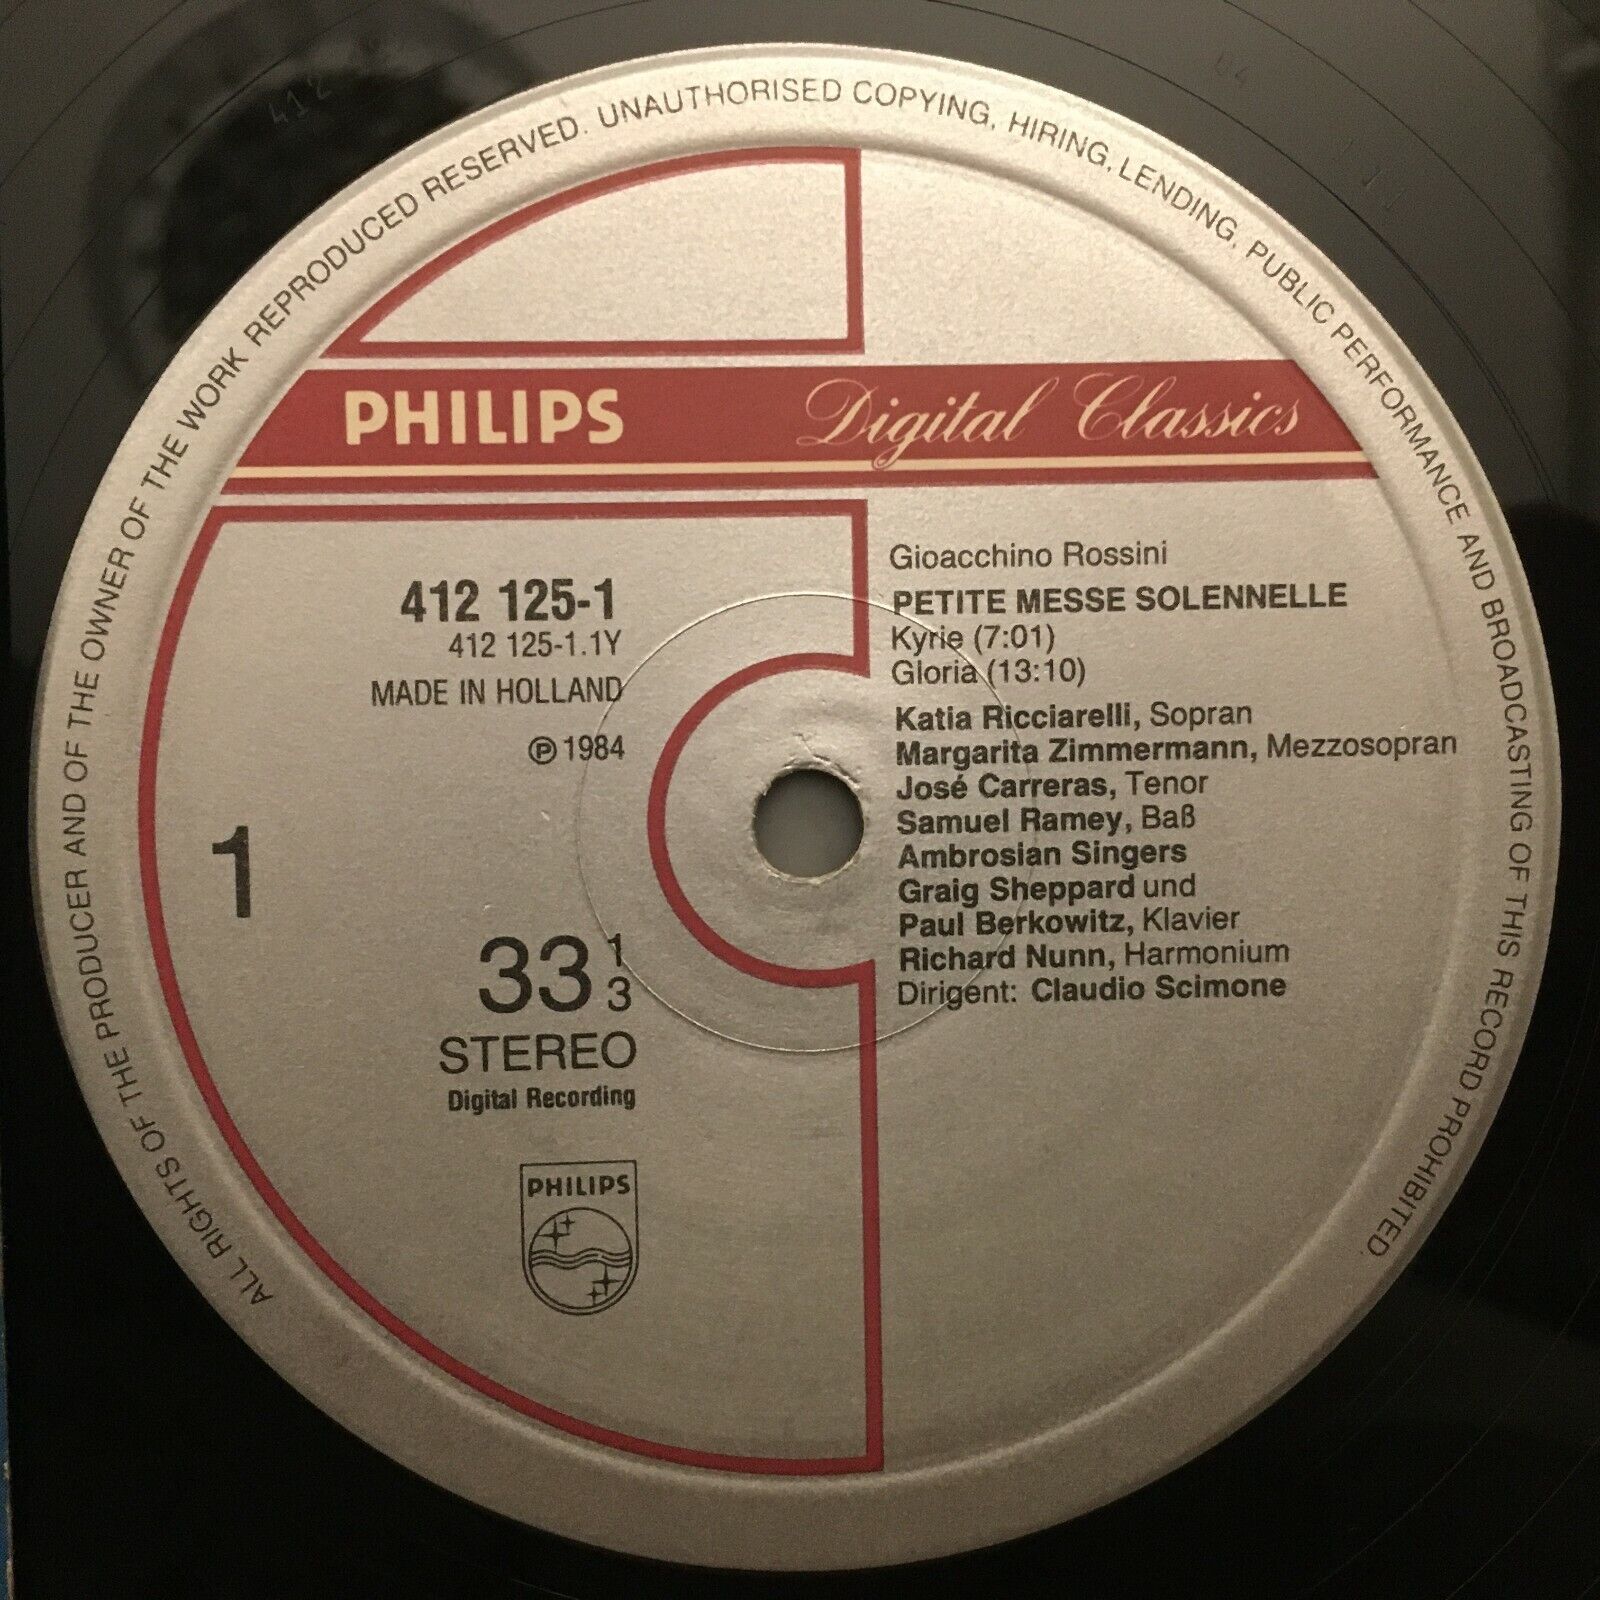 ALL RIGHTS OF THE PRODUCER AND OF THE OWNER OF THE WORK REPRODUCED RESERVED. UNAUTHORISED COPYING, HIRING, LENDING, PUBLIC PERFORMANCE AND BROADCASTING OF THIS RECORD PROHIBITED.
PHILIPS Digital Classics
412 125-1
412 125-1.1Y
MADE IN HOLLAND
℗ 1984
1
33 1/3
STEREO
Digital Recording
PHILIPS
Gioacchino Rossini
PETITE MESSE SOLENNELLE
Kyrie (7:01)
Gloria (13:10)
Katia Ricciarelli, Sopran
Margarita Zimmermann, Mezzosopran
José Carreras, Tenor
Samuel Ramey, Baß
Ambrosian Singers
Graig Sheppard und
Paul Berkowitz, Klavier
Richard Nunn, Harmonium
Dirigent: Claudio Scimone
412